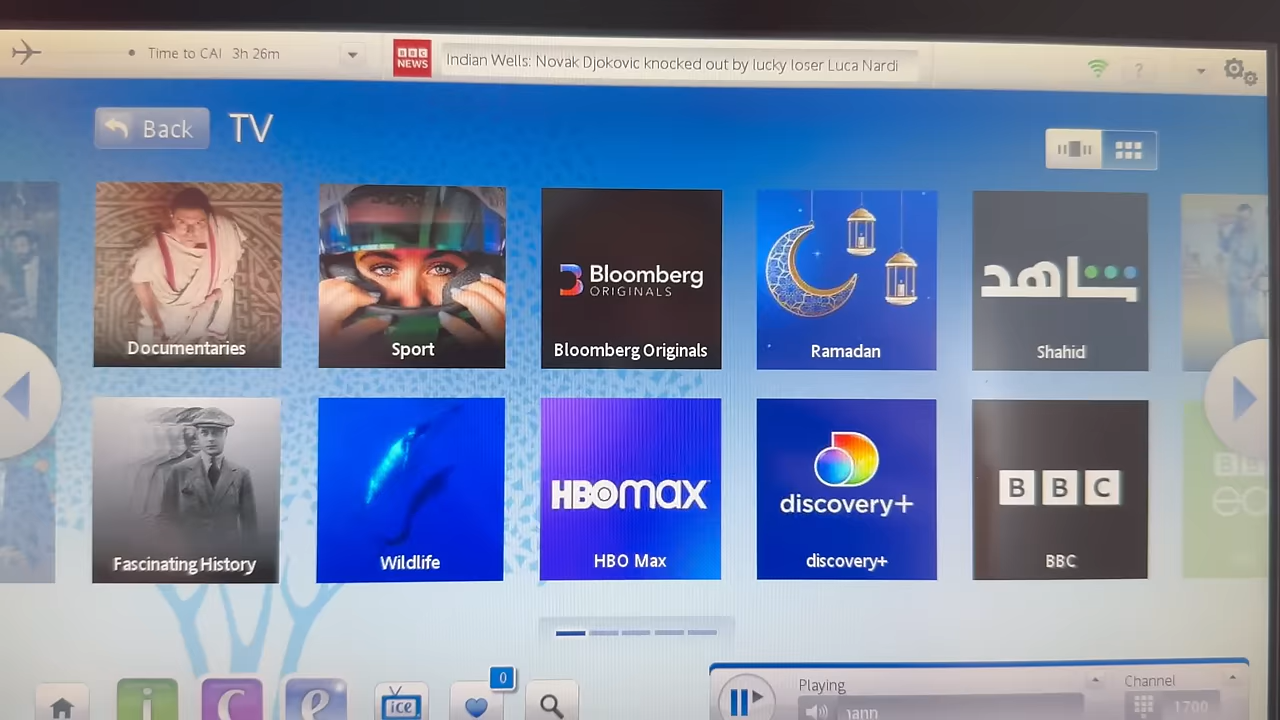 Time to CAI 3h 26m
BBC NEWS
Indian Wells: Novak Djokovic knocked out by lucky loser Luca Nardi
?
Back
TV
Documentaries
Sport
Bloomberg
ORIGINALS
Bloomberg Originals
Ramadan
شاهد
Shahid
Fascinating History
Wildlife
HBOMAX
HBO Max
discovery+
discovery+
BBC
BBC
0
i
c
e
ice
Playing
Channel
1700